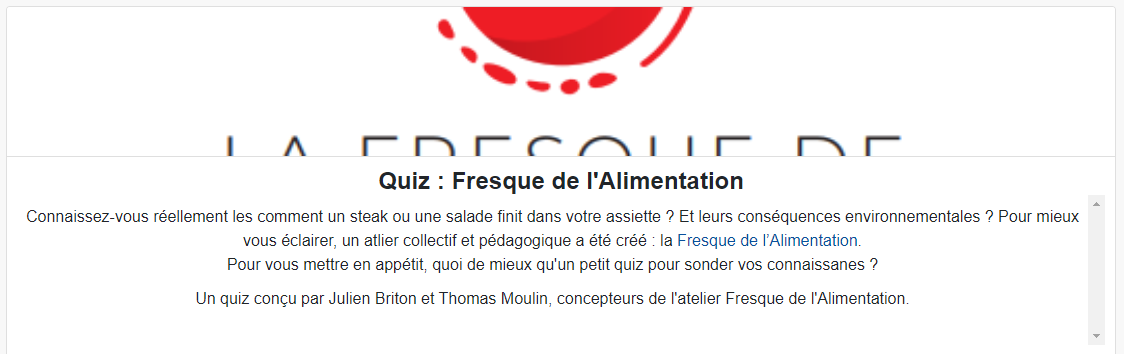 LA FRESQUE DE
Quiz : Fresque de l'Alimentation
Connaissez-vous réellement les comment un steak ou une salade finit dans votre assiette ? Et leurs conséquences environnementales ? Pour mieux
vous éclairer, un atlier collectif et pédagogique a été créé : la Fresque de l’Alimentation.
Pour vous mettre en appétit, quoi de mieux qu'un petit quiz pour sonder vos connaissanes ?
Un quiz conçu par Julien Briton et Thomas Moulin, concepteurs de l'atelier Fresque de l'Alimentation.